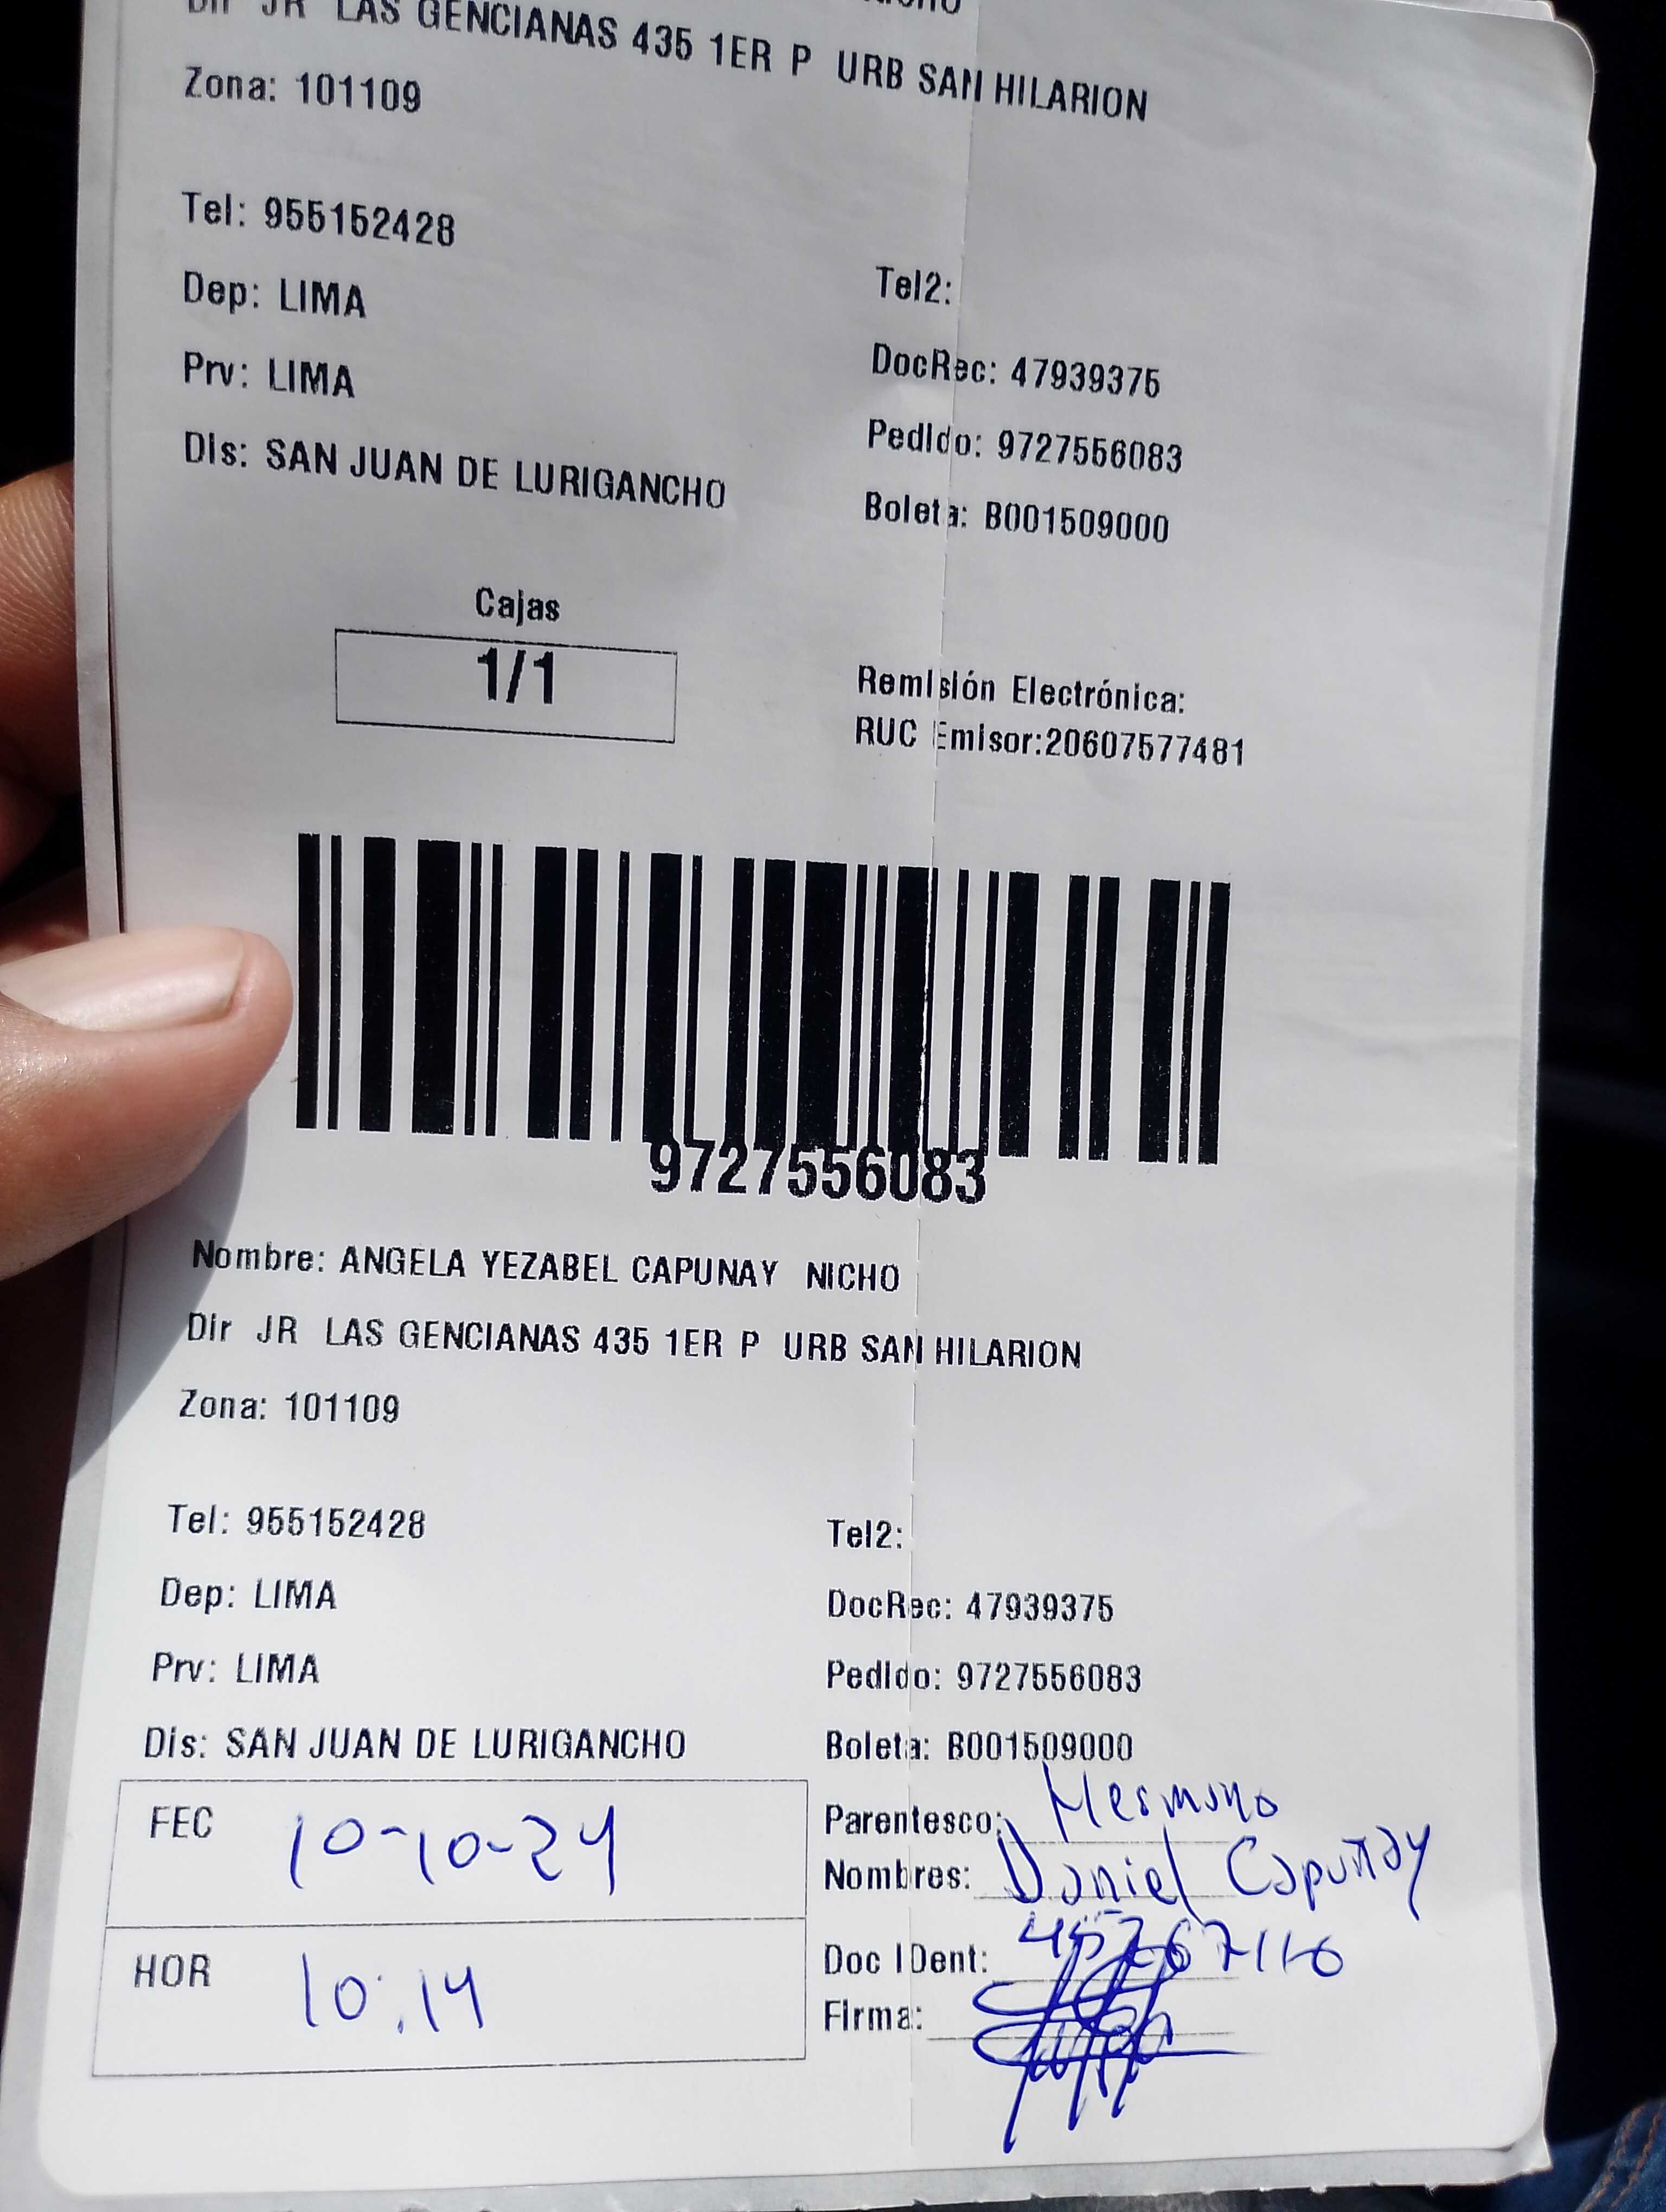 Dir JR LAS GENCIANAS 435 1ER P URB SAN HILARION
Zona: 101109
Tel: 955152428
Tel2:
Dep: LIMA
DocRec: 47939375
Prv: LIMA
Pedido: 9727556083
Dis: SAN JUAN DE LURIGANCHO
Boleta: B001509000
Cajas
1/1
Remisión Electrónica:
RUC Emisor:20607577481
9727556083
Nombre: ANGELA YEZABEL CAPUNAY NICHO
Dir JR LAS GENCIANAS 435 1ER P URB SAN HILARION
Zona: 101109
Tel: 955152428
Tel2:
Dep: LIMA
DocRec: 47939375
Prv: LIMA
Pedido: 9727556083
Dis: SAN JUAN DE LURIGANCHO
Boleta: B001509000
FEC 10-10-24
Parentesco: Hermano
Nombres: Daniel Capuñay
HOR 10:14
Doc IDent:
Firma: